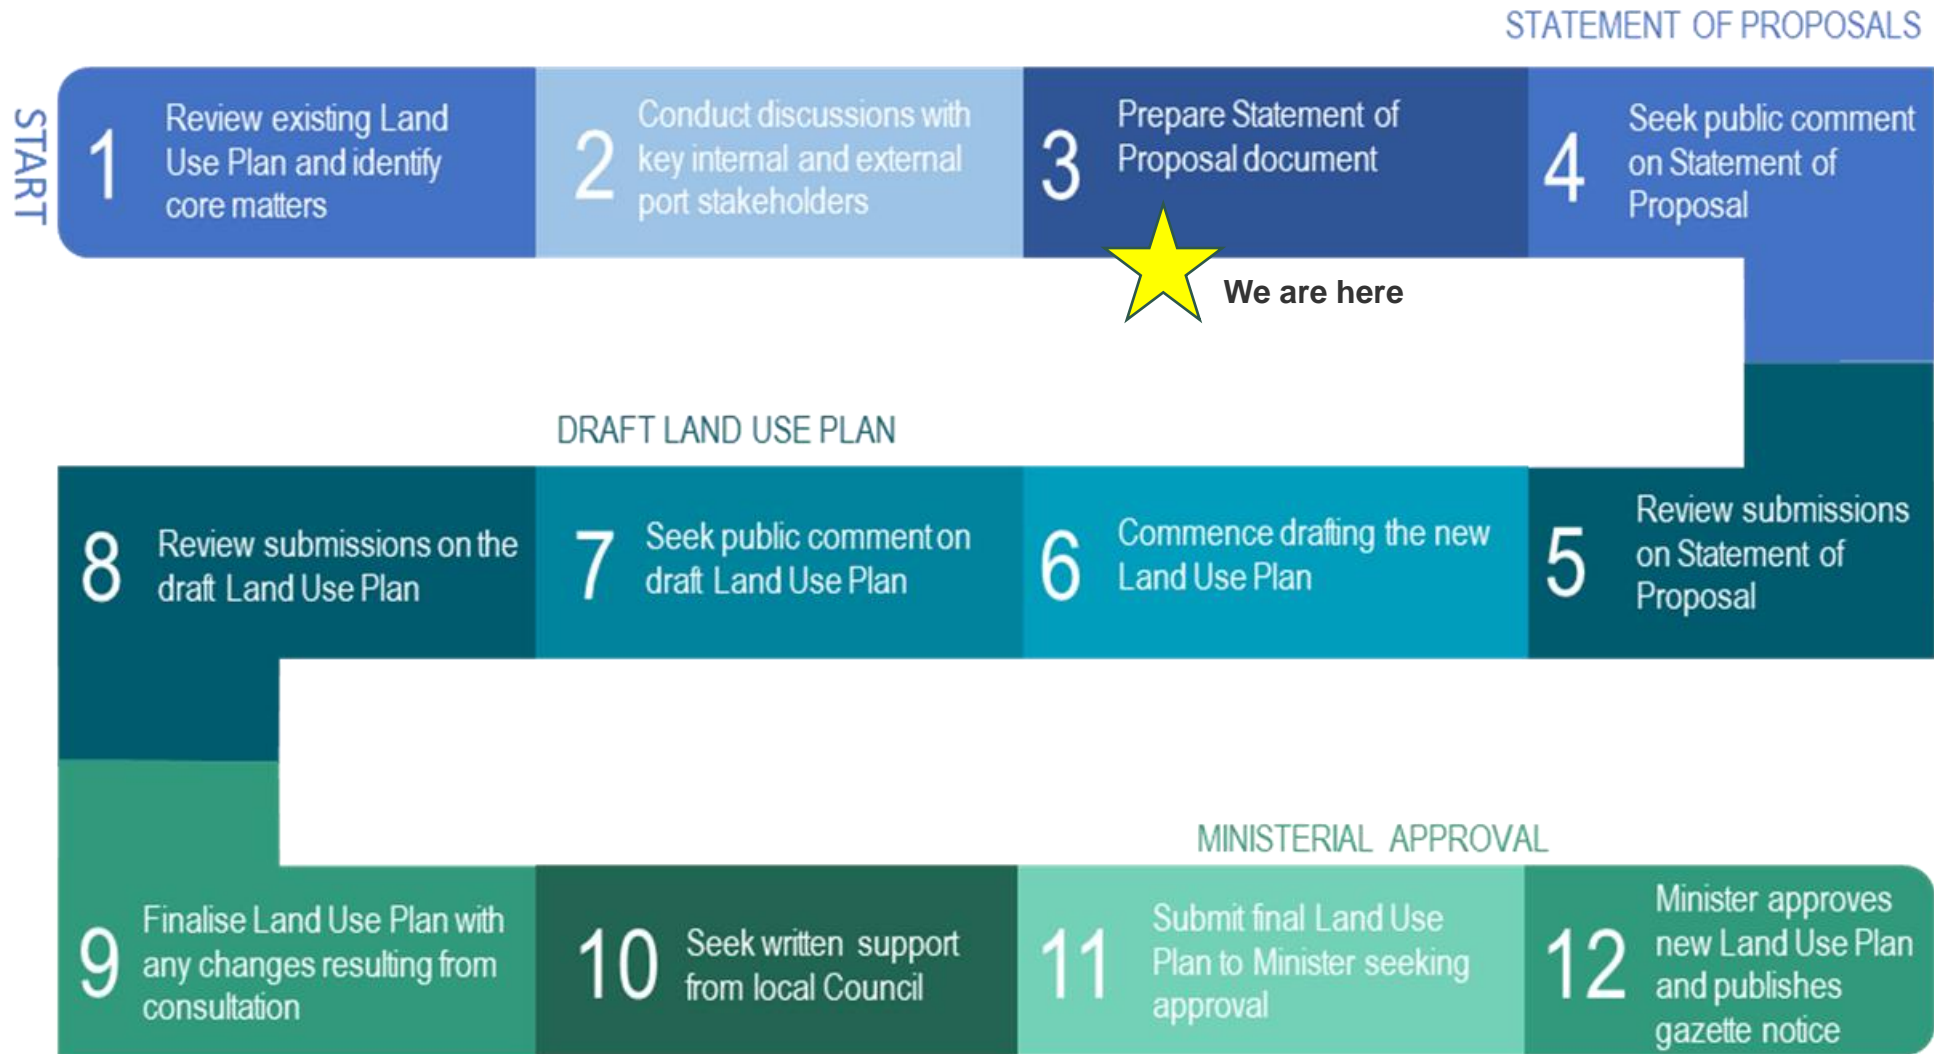 STATEMENT OF PROPOSALS
START
1
Review existing Land
Use Plan and identify
core matters
2
Conduct discussions with
key internal and external
port stakeholders
3
Prepare Statement of
Proposal document
4
Seek public comment
on Statement of
Proposal
We are here
DRAFT LAND USE PLAN
5
Review submissions
on Statement of
Proposal
6
Commence drafting the new
Land Use Plan
7
Seek public comment on
draft Land Use Plan
8
Review submissions on the
draft Land Use Plan
MINISTERIAL APPROVAL
9
Finalise Land Use Plan with
any changes resulting from
consultation
10
Seek written support
from local Council
11
Submit final Land Use
Plan to Minister seeking
approval
12
Minister approves
new Land Use Plan
and publishes
gazette notice